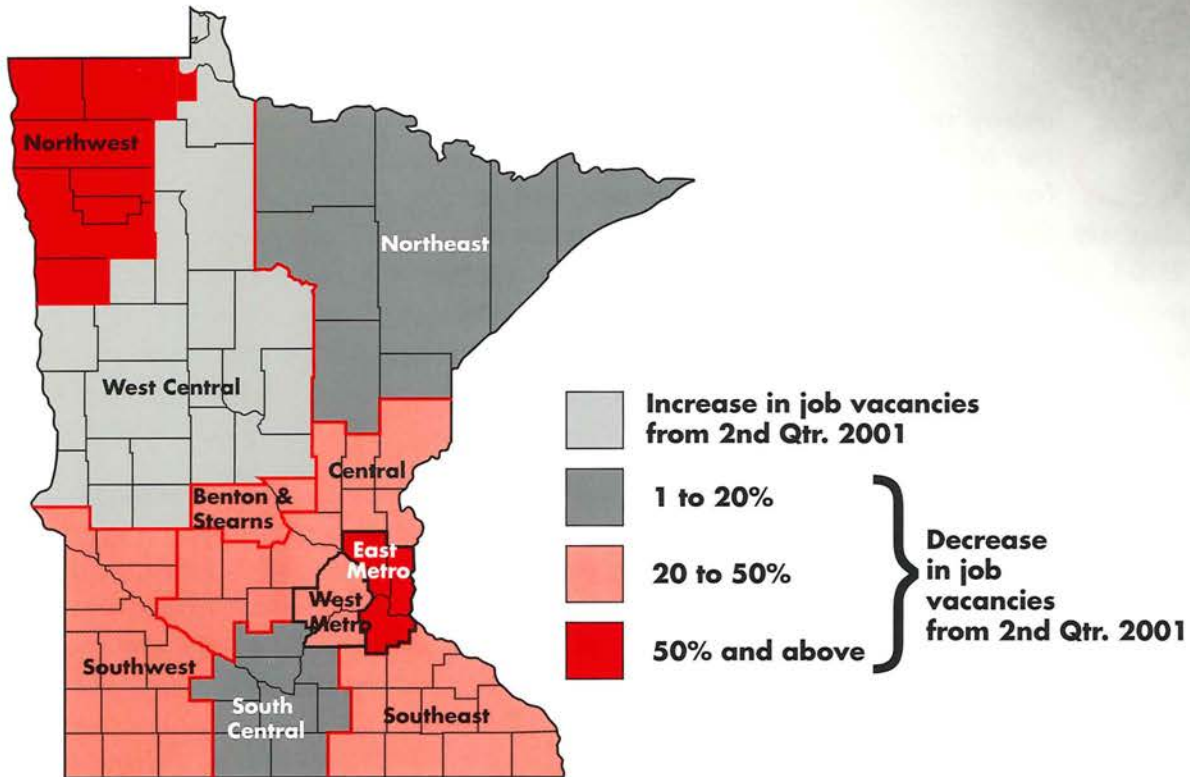 Northwest
Northeast
West Central
Increase in job vacancies
from 2nd Qtr. 2001
Central
Benton &
Stearns
1 to 20%
East
Metro
20 to 50%
Decrease
in job
vacancies
from 2nd Qtr. 2001
West
Metro
50% and above
Southwest
South
Central
Southeast